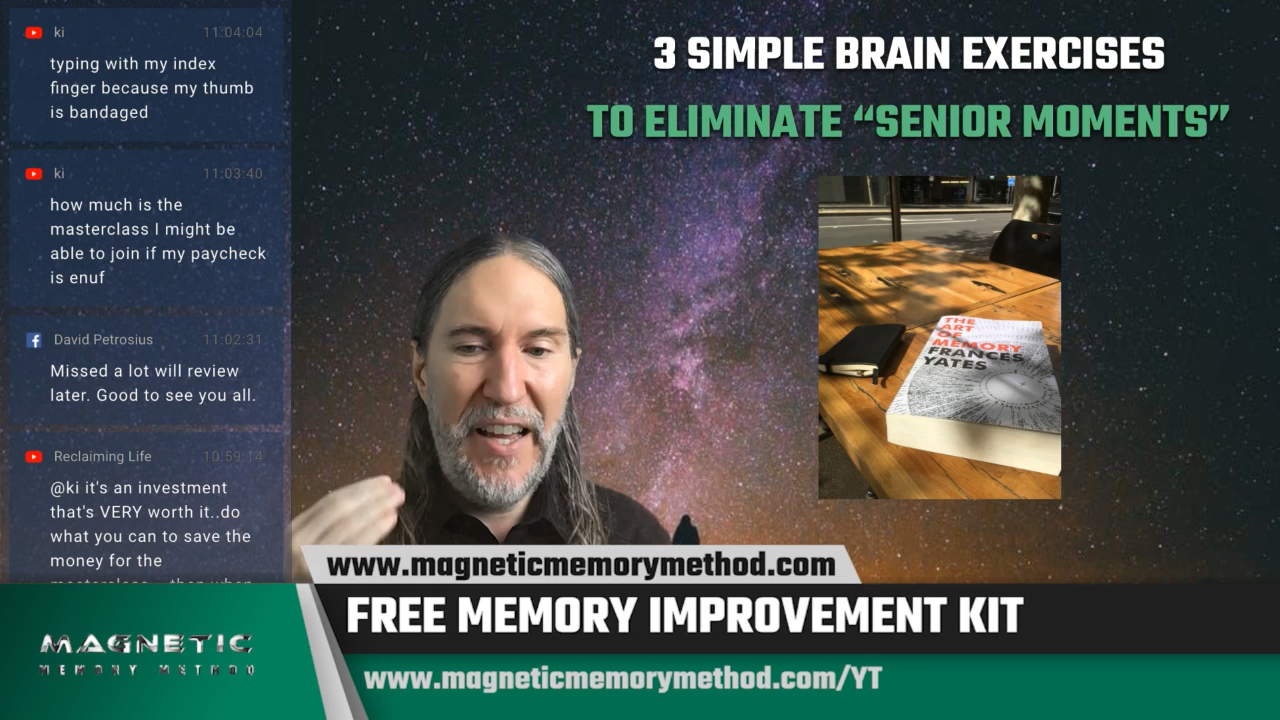 ki 11:04:04
typing with my index
finger because my thumb
is bandaged
ki 11:03:40
how much is the
masterclass I might be
able to join if my paycheck
is enuf
David Petrosius 11:02:31
Missed a lot will review
later. Good to see you all.
Reclaiming Life 10:59:14
@ki it's an investment
that's VERY worth it..do
what you can to save the
money for the
3 SIMPLE BRAIN EXERCISES
TO ELIMINATE “SENIOR MOMENTS”
THE
ART
OF
MEMORY
FRANCES
YATES
www.magneticmemorymethod.com
FREE MEMORY IMPROVEMENT KIT
www.magneticmemorymethod.com/YT
MAGNETIC
MEMORY METHOD